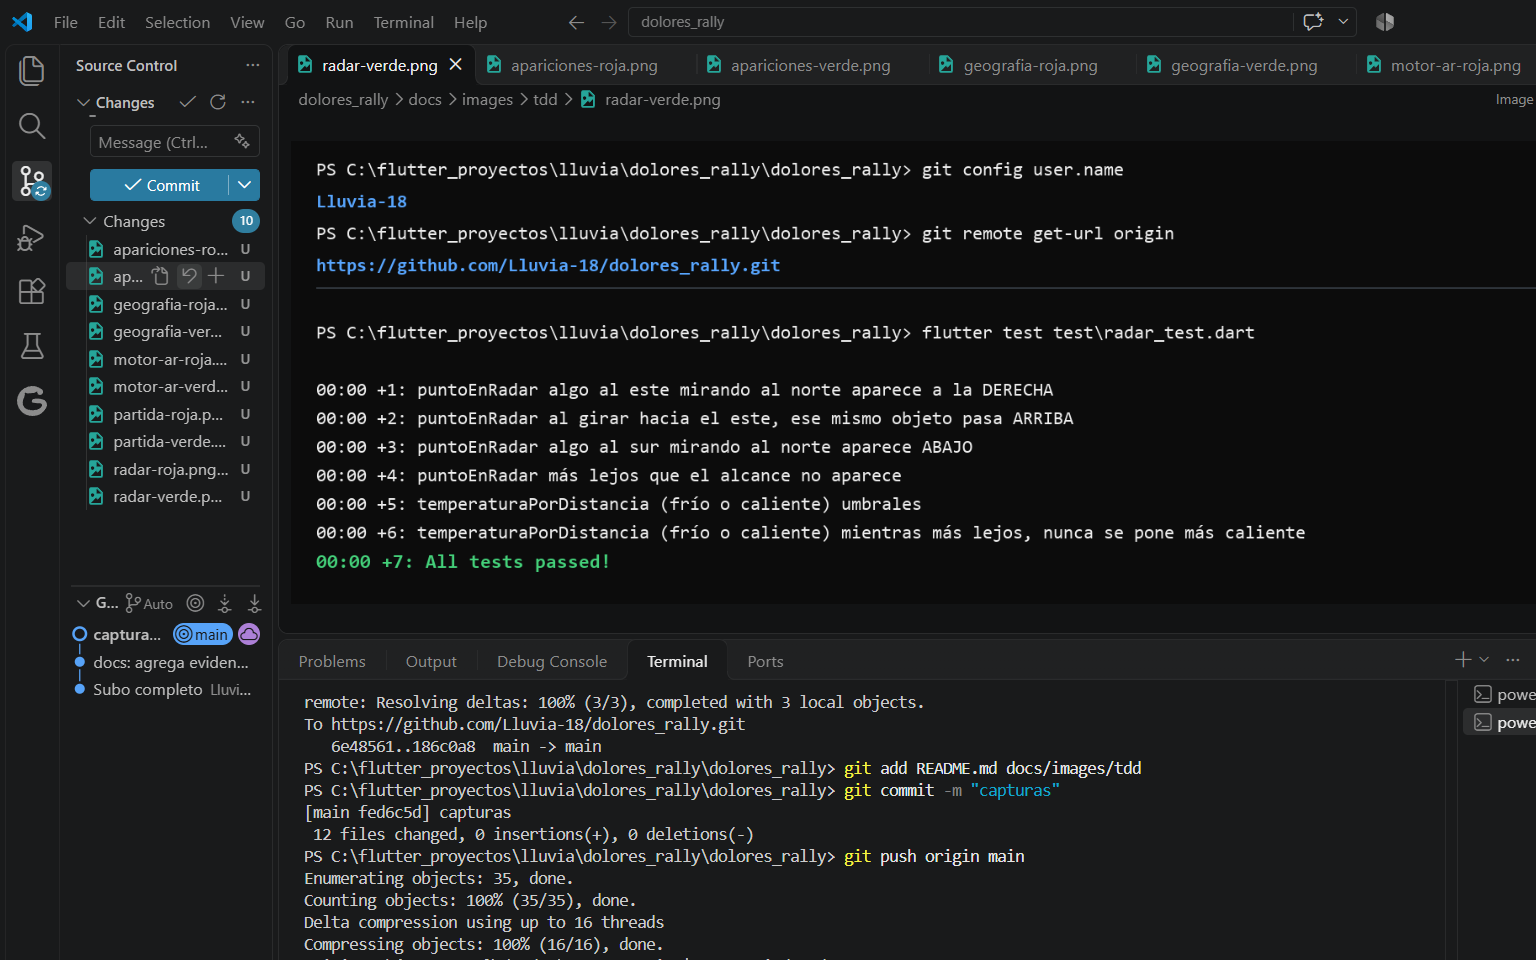 File Edit Selection View Go Run Terminal Help
dolores_rally
Source Control
Changes
Message (Ctrl...
Commit
Changes 10
apariciones-ro... U
ap... U
geografia-roja... U
geografia-ver... U
motor-ar-roja.... U
motor-ar-verd... U
partida-roja.p... U
partida-verde.... U
radar-roja.png... U
radar-verde.p... U
G... Auto
captura... main
docs: agrega eviden...
Subo completo Lluvi...
radar-verde.png apariciones-roja.png apariciones-verde.png geografia-roja.png geografia-verde.png motor-ar-roja.png
dolores_rally > docs > images > tdd > radar-verde.png
Image
PS C:\flutter_proyectos\lluvia\dolores_rally\dolores_rally> git config user.name
Lluvia-18
PS C:\flutter_proyectos\lluvia\dolores_rally\dolores_rally> git remote get-url origin
https://github.com/Lluvia-18/dolores_rally.git
PS C:\flutter_proyectos\lluvia\dolores_rally\dolores_rally> flutter test test\radar_test.dart
00:00 +1: puntoEnRadar algo al este mirando al norte aparece a la DERECHA
00:00 +2: puntoEnRadar al girar hacia el este, ese mismo objeto pasa ARRIBA
00:00 +3: puntoEnRadar algo al sur mirando al norte aparece ABAJO
00:00 +4: puntoEnRadar más lejos que el alcance no aparece
00:00 +5: temperaturaPorDistancia (frío o caliente) umbrales
00:00 +6: temperaturaPorDistancia (frío o caliente) mientras más lejos, nunca se pone más caliente
00:00 +7: All tests passed!
Problems Output Debug Console Terminal Ports
remote: Resolving deltas: 100% (3/3), completed with 3 local objects.
To https://github.com/Lluvia-18/dolores_rally.git
6e48561..186c0a8 main -> main
PS C:\flutter_proyectos\lluvia\dolores_rally\dolores_rally> git add README.md docs/images/tdd
PS C:\flutter_proyectos\lluvia\dolores_rally\dolores_rally> git commit -m "capturas"
[main fed6c5d] capturas
12 files changed, 0 insertions(+), 0 deletions(-)
PS C:\flutter_proyectos\lluvia\dolores_rally\dolores_rally> git push origin main
Enumerating objects: 35, done.
Counting objects: 100% (35/35), done.
Delta compression using up to 16 threads
Compressing objects: 100% (16/16), done.
powe
powe